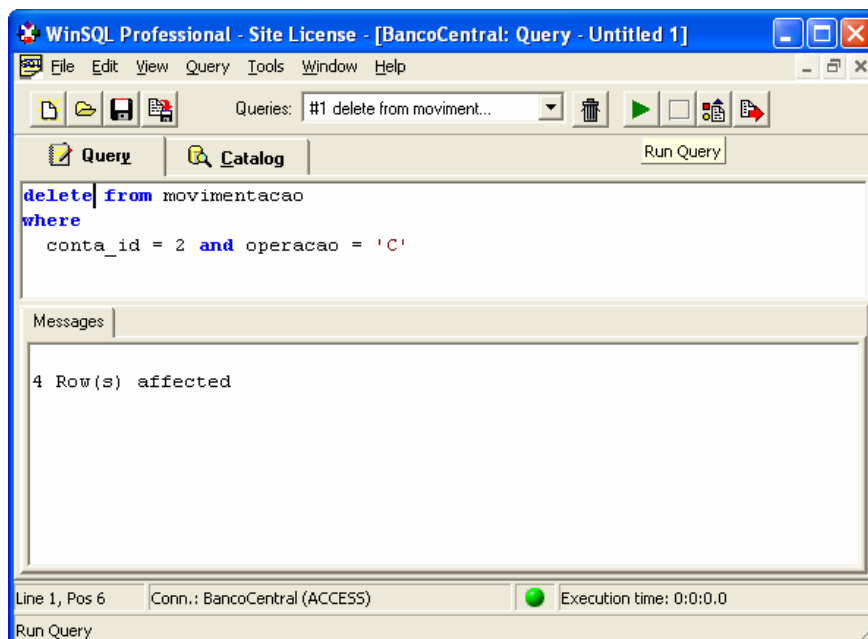 WinSQL Professional - Site License - [BancoCentral: Query - Untitled 1]
File Edit View Query Tools Window Help
Queries: #1 delete from moviment...
Query Catalog
Run Query
delete from movimentacao
where
conta_id = 2 and operacao = 'C'
Messages
4 Row(s) affected
Line 1, Pos 6 Conn.: BancoCentral (ACCESS) Execution time: 0:0:0.0
Run Query